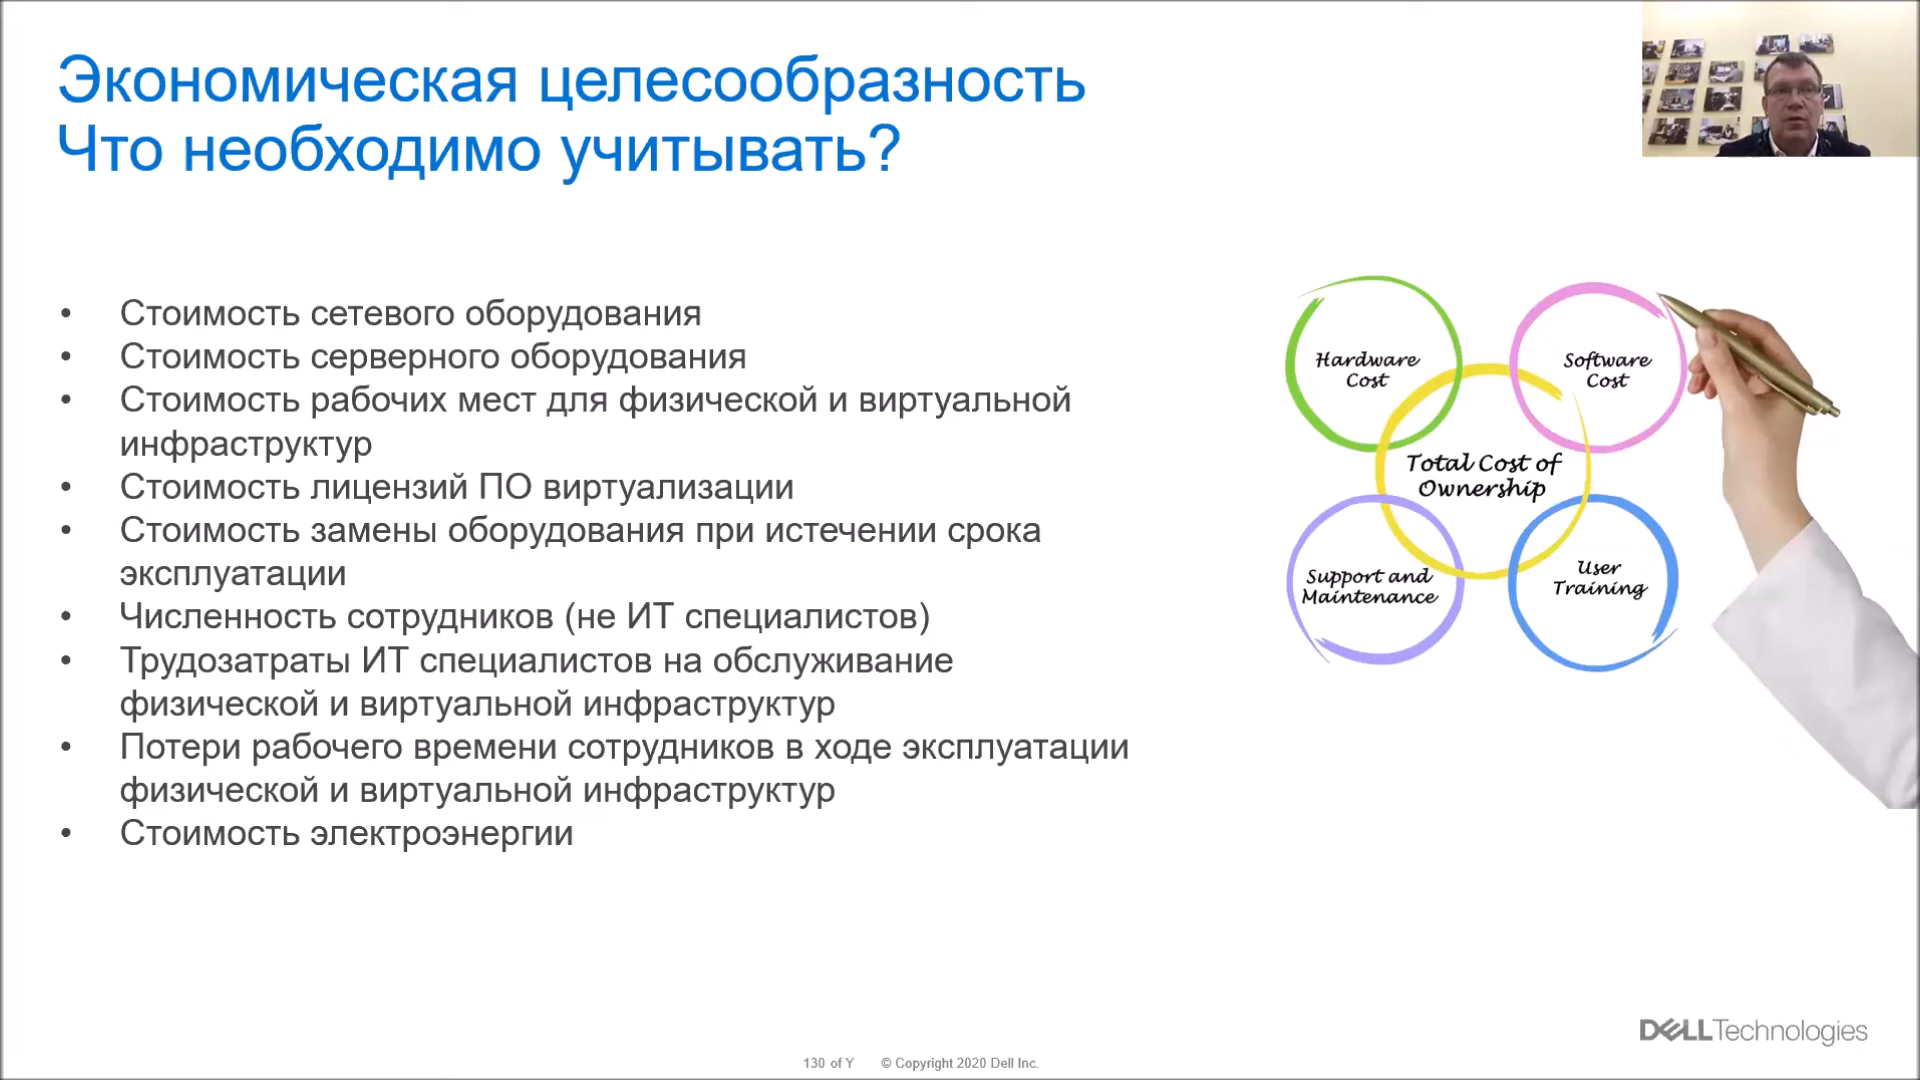 Экономическая целесообразность
Что необходимо учитывать?
• Стоимость сетевого оборудования
• Стоимость серверного оборудования
• Стоимость рабочих мест для физической и виртуальной
инфраструктур
• Стоимость лицензий ПО виртуализации
• Стоимость замены оборудования при истечении срока
эксплуатации
• Численность сотрудников (не ИТ специалистов)
• Трудозатраты ИТ специалистов на обслуживание
физической и виртуальной инфраструктур
• Потери рабочего времени сотрудников в ходе эксплуатации
физической и виртуальной инфраструктур
• Стоимость электроэнергии
Hardware
Cost
Software
Cost
Total Cost of
Ownership
Support and
Maintenance
User
Training
DELLTechnologies
130 of Y © Copyright 2020 Dell Inc.